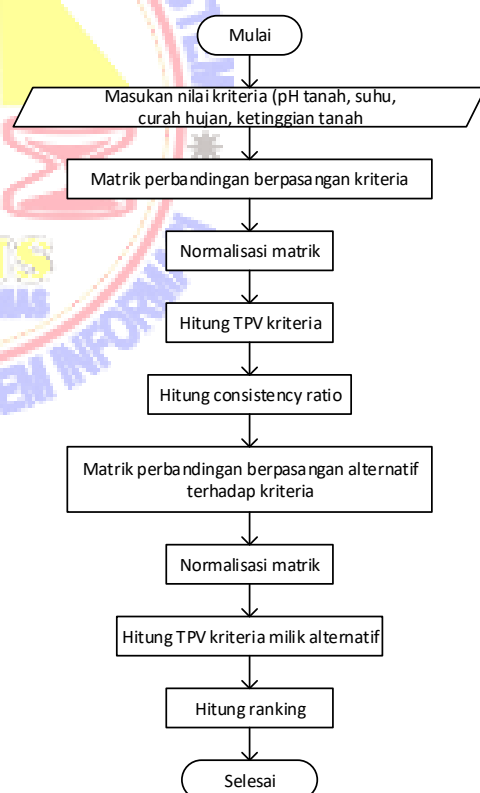 Mulai
Masukan nilai kriteria (pH tanah, suhu,
curah hujan, ketinggian tanah
Matrik perbandingan berpasangan kriteria
Normalisasi matrik
Hitung TPV kriteria
Hitung consistency ratio
Matrik perbandingan berpasangan alternatif
terhadap kriteria
Normalisasi matrik
Hitung TPV kriteria milik alternatif
Hitung ranking
Selesai